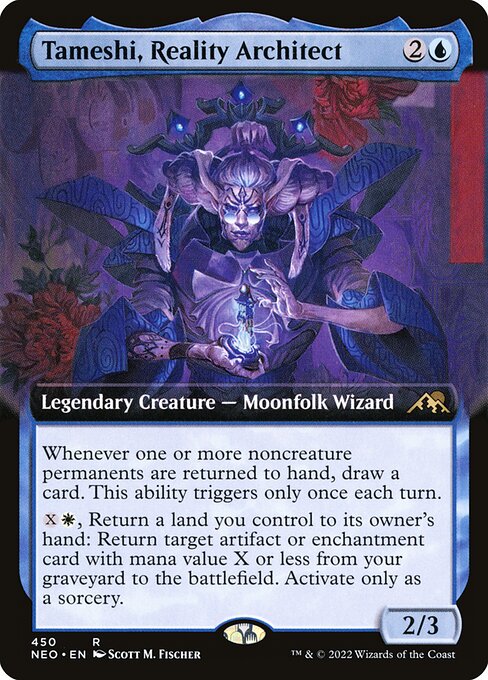 Tameshi, Reality Architect 2
Legendary Creature — Moonfolk Wizard
Whenever one or more noncreature
permanents are returned to hand, draw a
card. This ability triggers only once each turn.
X, Return a land you control to its owner's
hand: Return target artifact or enchantment
card with mana value X or less from your
graveyard to the battlefield. Activate only as
a sorcery.
2/3
450 R
NEO • EN Scott M. Fischer
™ & © 2022 Wizards of the Coast